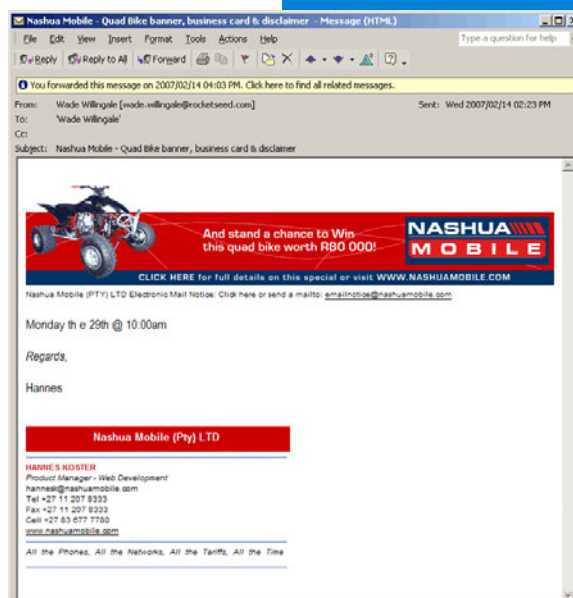 Nashua Mobile - Quad Bike banner, business card & disclaimer - Message (HTML)
File Edit View Insert Format Tools Actions Help Type a question for help
Reply Reply to All Forward
You forwarded this message on 2007/02/14 04:03 PM. Click here to find all related messages.
From: Wade Willingale [wade.willingale@rocketseed.com] Sent: Wed 2007/02/14 02:23 PM
To: 'Wade Willingale'
Cc:
Subject: Nashua Mobile - Quad Bike banner, business card & disclaimer
And stand a chance to Win
this quad bike worth R80 000!
NASHUA
MOBILE
CLICK HERE for full details on this special or visit WWW.NASHUAMOBILE.COM
Nashua Mobile (PTY) LTD Electronic Mail Notice: Click here or send a mailto: emailnotice@nashuamobile.com
Monday th e 29th @ 10:00am
Regards,
Hannes
Nashua Mobile (Pty) LTD
HANNES KOSTER
Product Manager - Web Development
hannesk@nashuamobile.com
Tel +27 11 207 8333
Fax +27 11 207 8333
Cell +27 83 677 7780
www.nashuamobile.com
All the Phones, All the Networks, All the Tariffs, All the Time